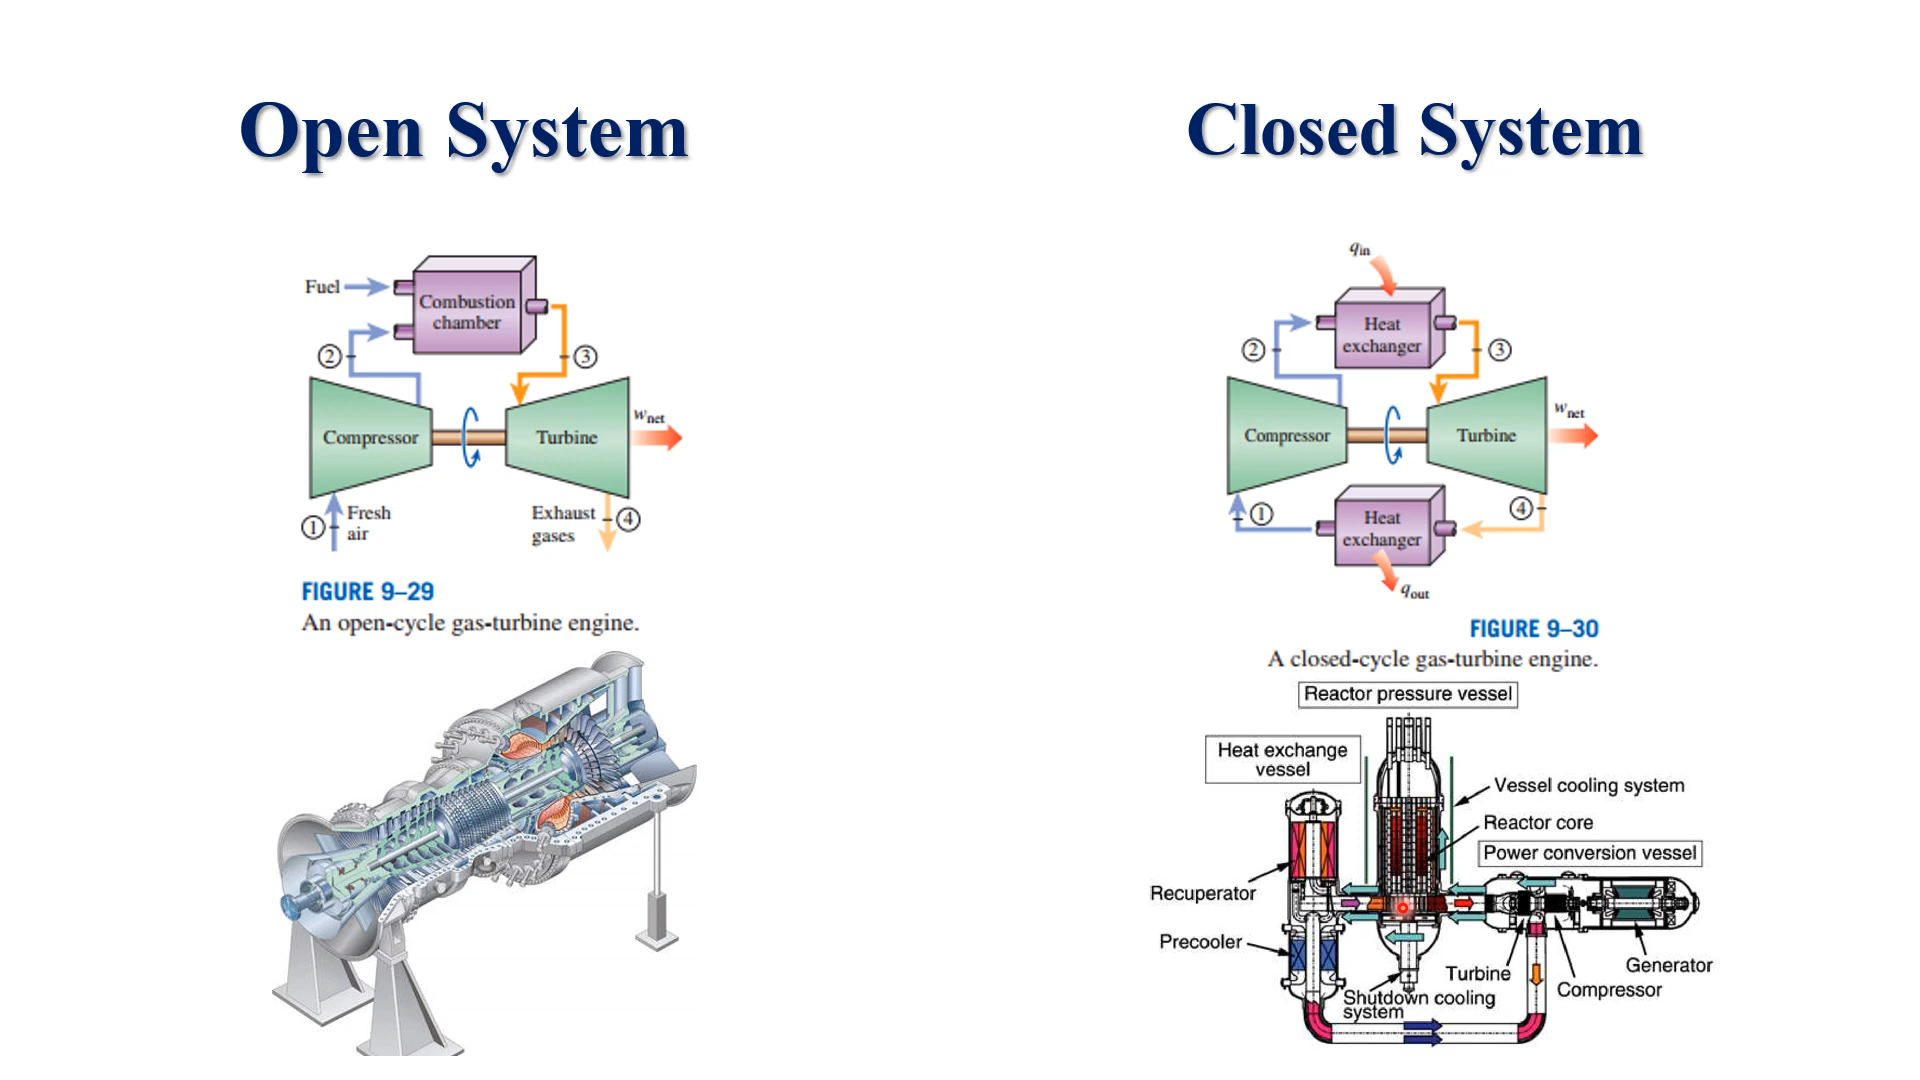 Open System
Fuel
Combustion
chamber
2
3
Compressor
Turbine
wnet
1
Fresh
air
Exhaust
gases
4
FIGURE 9–29
An open-cycle gas-turbine engine.
Closed System
qin
Heat
exchanger
2
3
Compressor
Turbine
wnet
1
Heat
exchanger
4
qout
FIGURE 9–30
A closed-cycle gas-turbine engine.
Reactor pressure vessel
Heat exchange
vessel
Vessel cooling system
Reactor core
Power conversion vessel
Recuperator
Precooler
Turbine
Generator
Compressor
Shutdown cooling
system